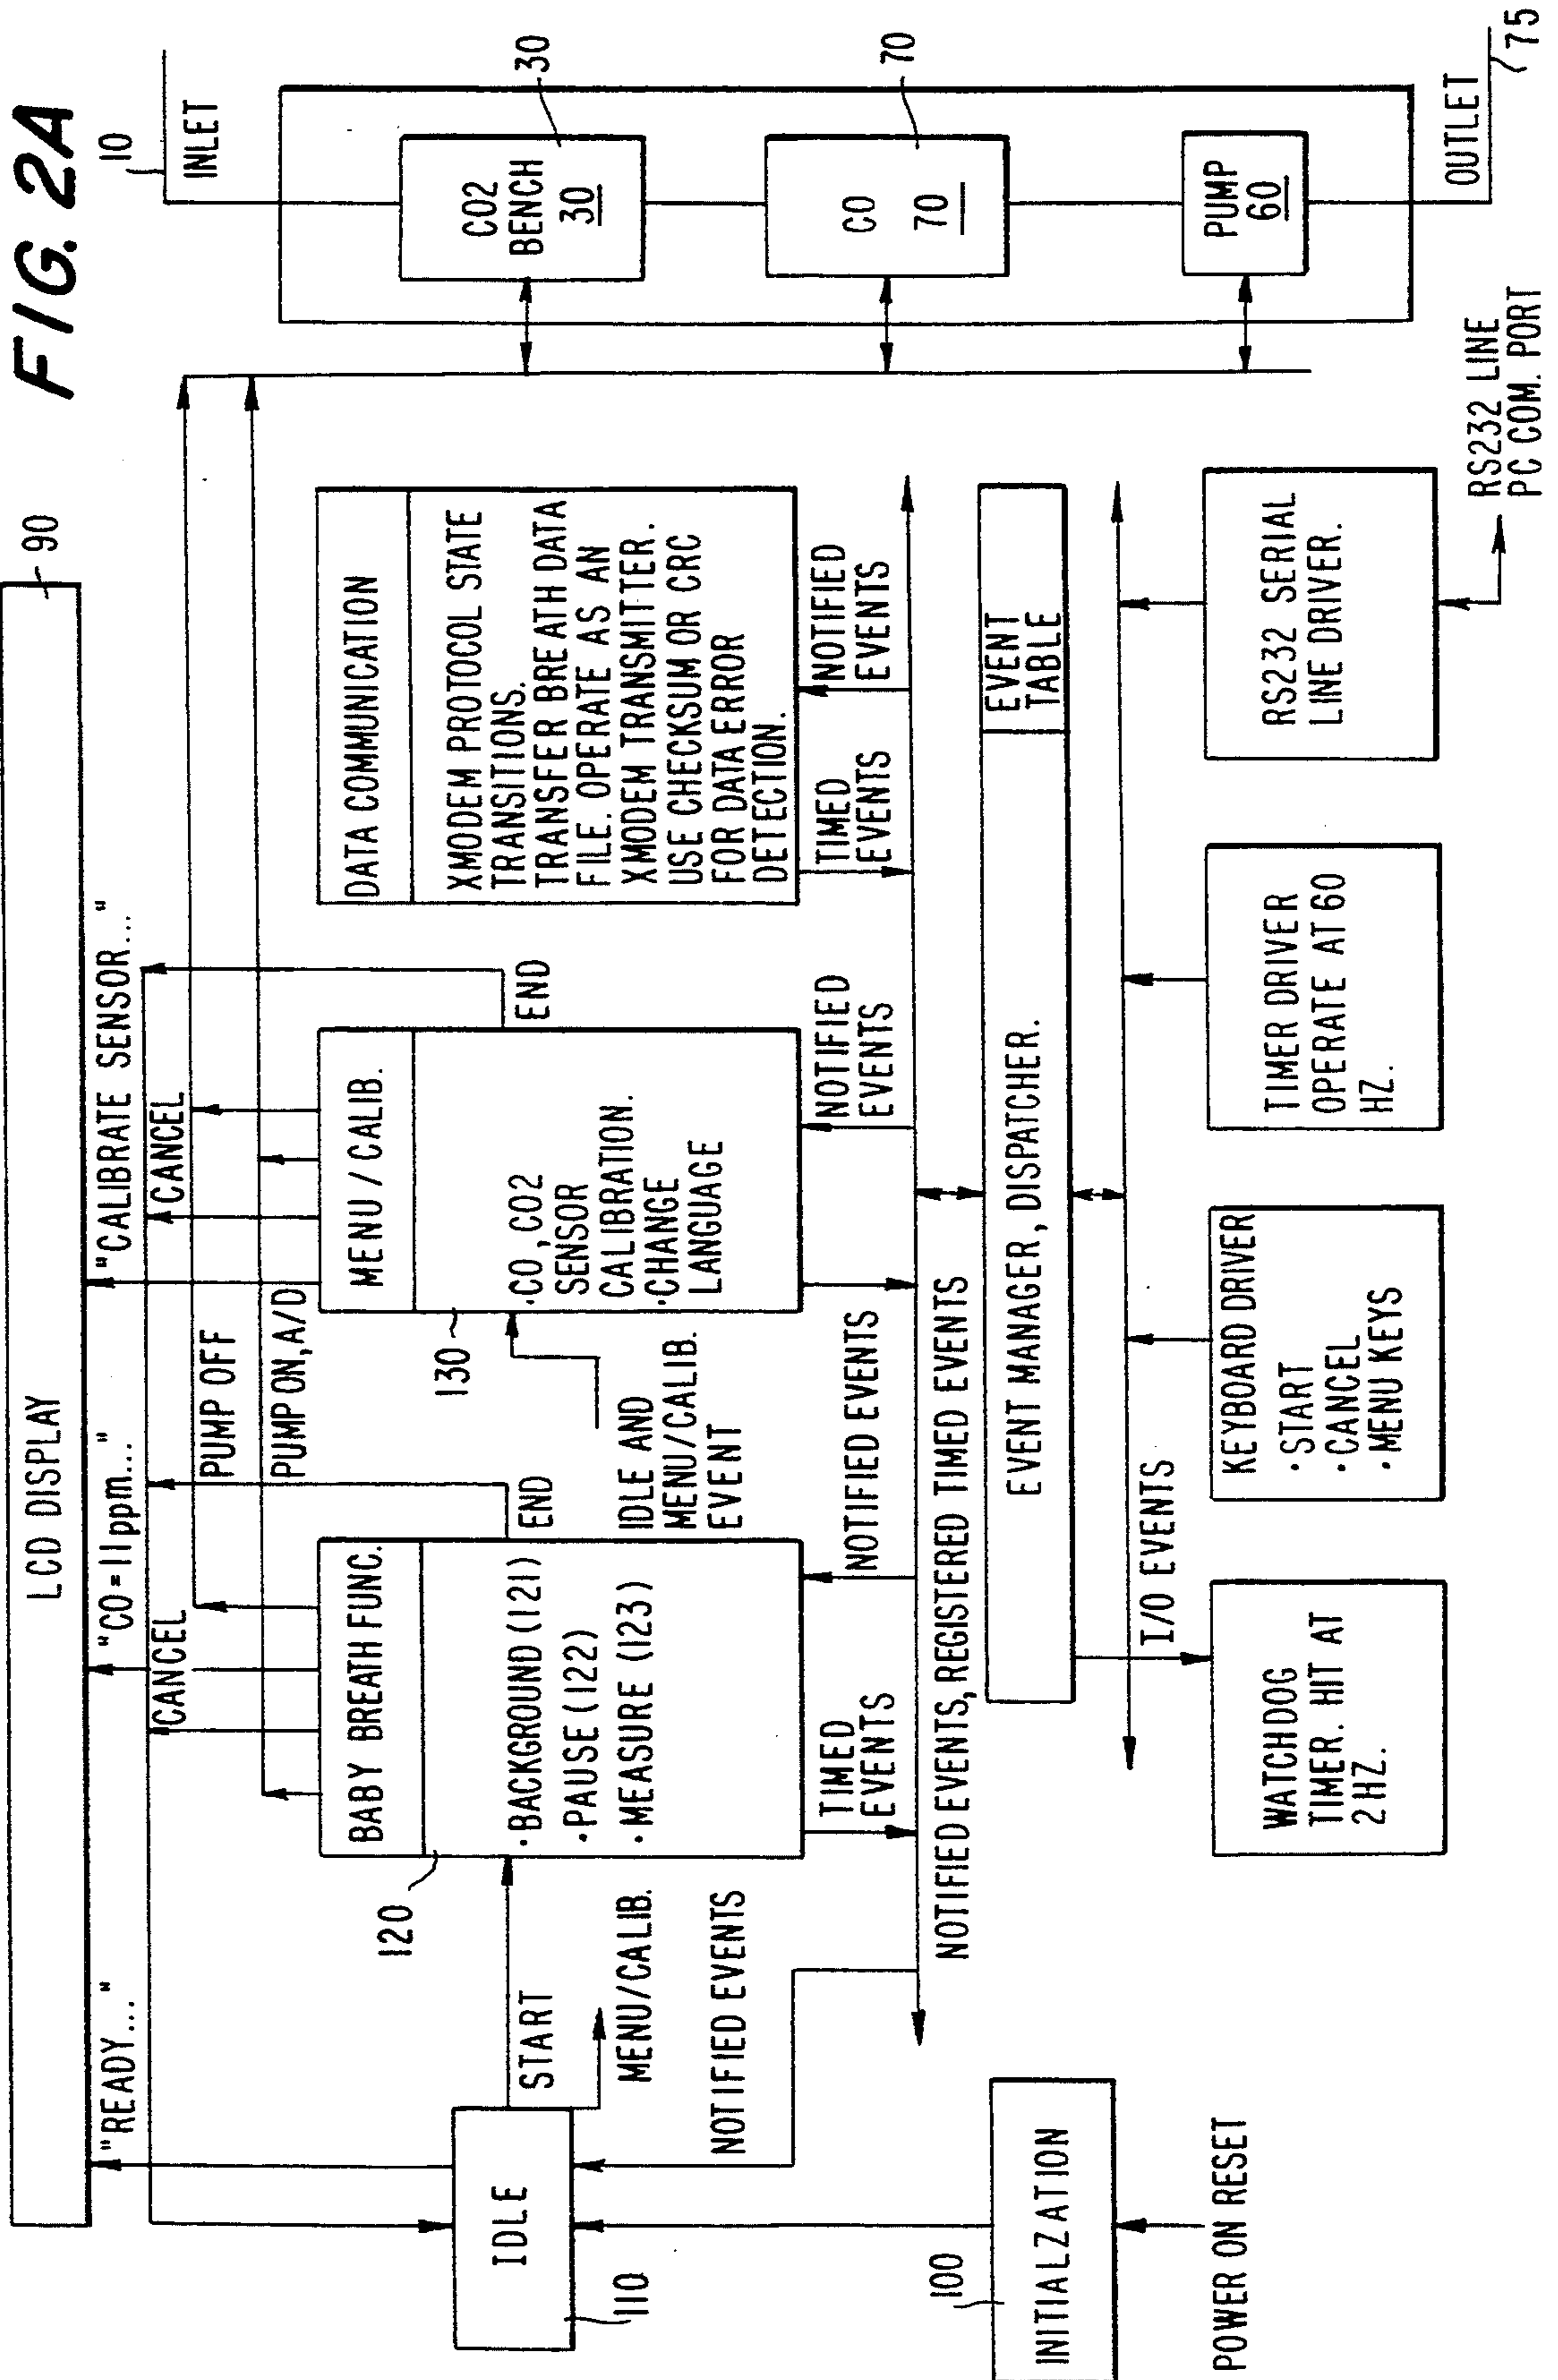 FIG. 2A
LCD DISPLAY
90
"READY..."
"CO=11ppm..."
"CALIBRATE SENSOR..."
CANCEL
CANCEL
PUMP OFF
PUMP ON, A/D
10
INLET
CO2
BENCH
30
30
CO
70
70
PUMP
60
OUTLET
75
IDLE
110
START
MENU/CALIB.
NOTIFIED EVENTS
120
BABY BREATH FUNC.
·BACKGROUND (121)
·PAUSE (122)
·MEASURE (123)
END
TIMED
EVENTS
NOTIFIED EVENTS
IDLE AND
MENU/CALIB.
EVENT
130
MENU / CALIB.
·CO, CO2
SENSOR
CALIBRATION.
·CHANGE
LANGUAGE
END
NOTIFIED
EVENTS
DATA COMMUNICATION
XMODEM PROTOCOL STATE
TRANSITIONS.
TRANSFER BREATH DATA
FILE. OPERATE AS AN
XMODEM TRANSMITTER.
USE CHECKSUM OR CRC
FOR DATA ERROR
DETECTION.
TIMED
EVENTS
NOTIFIED
EVENTS
NOTIFIED EVENTS, REGISTERED TIMED EVENTS
EVENT MANAGER, DISPATCHER.
EVENT
TABLE
100
INITIALZATION
POWER ON RESET
I/O EVENTS
WATCHDOG
TIMER. HIT AT
2 HZ.
KEYBOARD DRIVER
·START
·CANCEL
·MENU KEYS
TIMER DRIVER
OPERATE AT 60
HZ.
RS232 SERIAL
LINE DRIVER.
RS232 LINE
PC COM. PORT